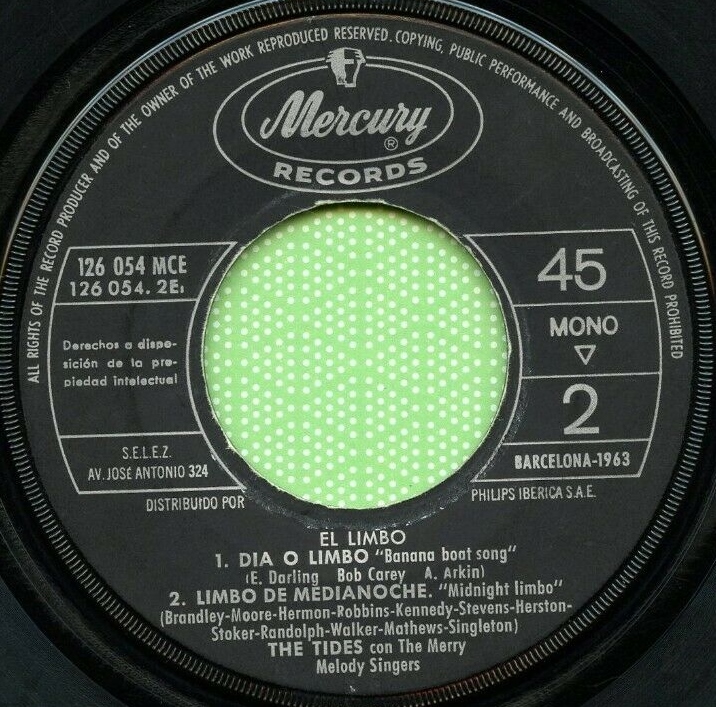 ALL RIGHTS OF THE RECORD PRODUCER AND OF THE OWNER OF THE WORK REPRODUCED RESERVED. COPYING, PUBLIC PERFORMANCE AND BROADCASTING OF THIS RECORD PROHIBITED
Mercury ®
RECORDS
126 054 MCE
126 054. 2E₁
Derechos a dispo-
sición de la pro-
piedad intelectual
S.E.L.E.Z.
AV. JOSÉ ANTONIO 324
DISTRIBUIDO POR
45
MONO
▽
2
BARCELONA-1963
PHILIPS IBERICA S.A.E.
EL LIMBO
1. DIA O LIMBO "Banana boat song"
(E. Darling Bob Carey A. Arkin)
2. LIMBO DE MEDIANOCHE. "Midnight limbo"
(Brandley-Moore-Hermon-Robbins-Kennedy-Stevens-Herston-
Stoker-Randolph-Walker-Mathews-Singleton)
THE TIDES con The Merry
Melody Singers